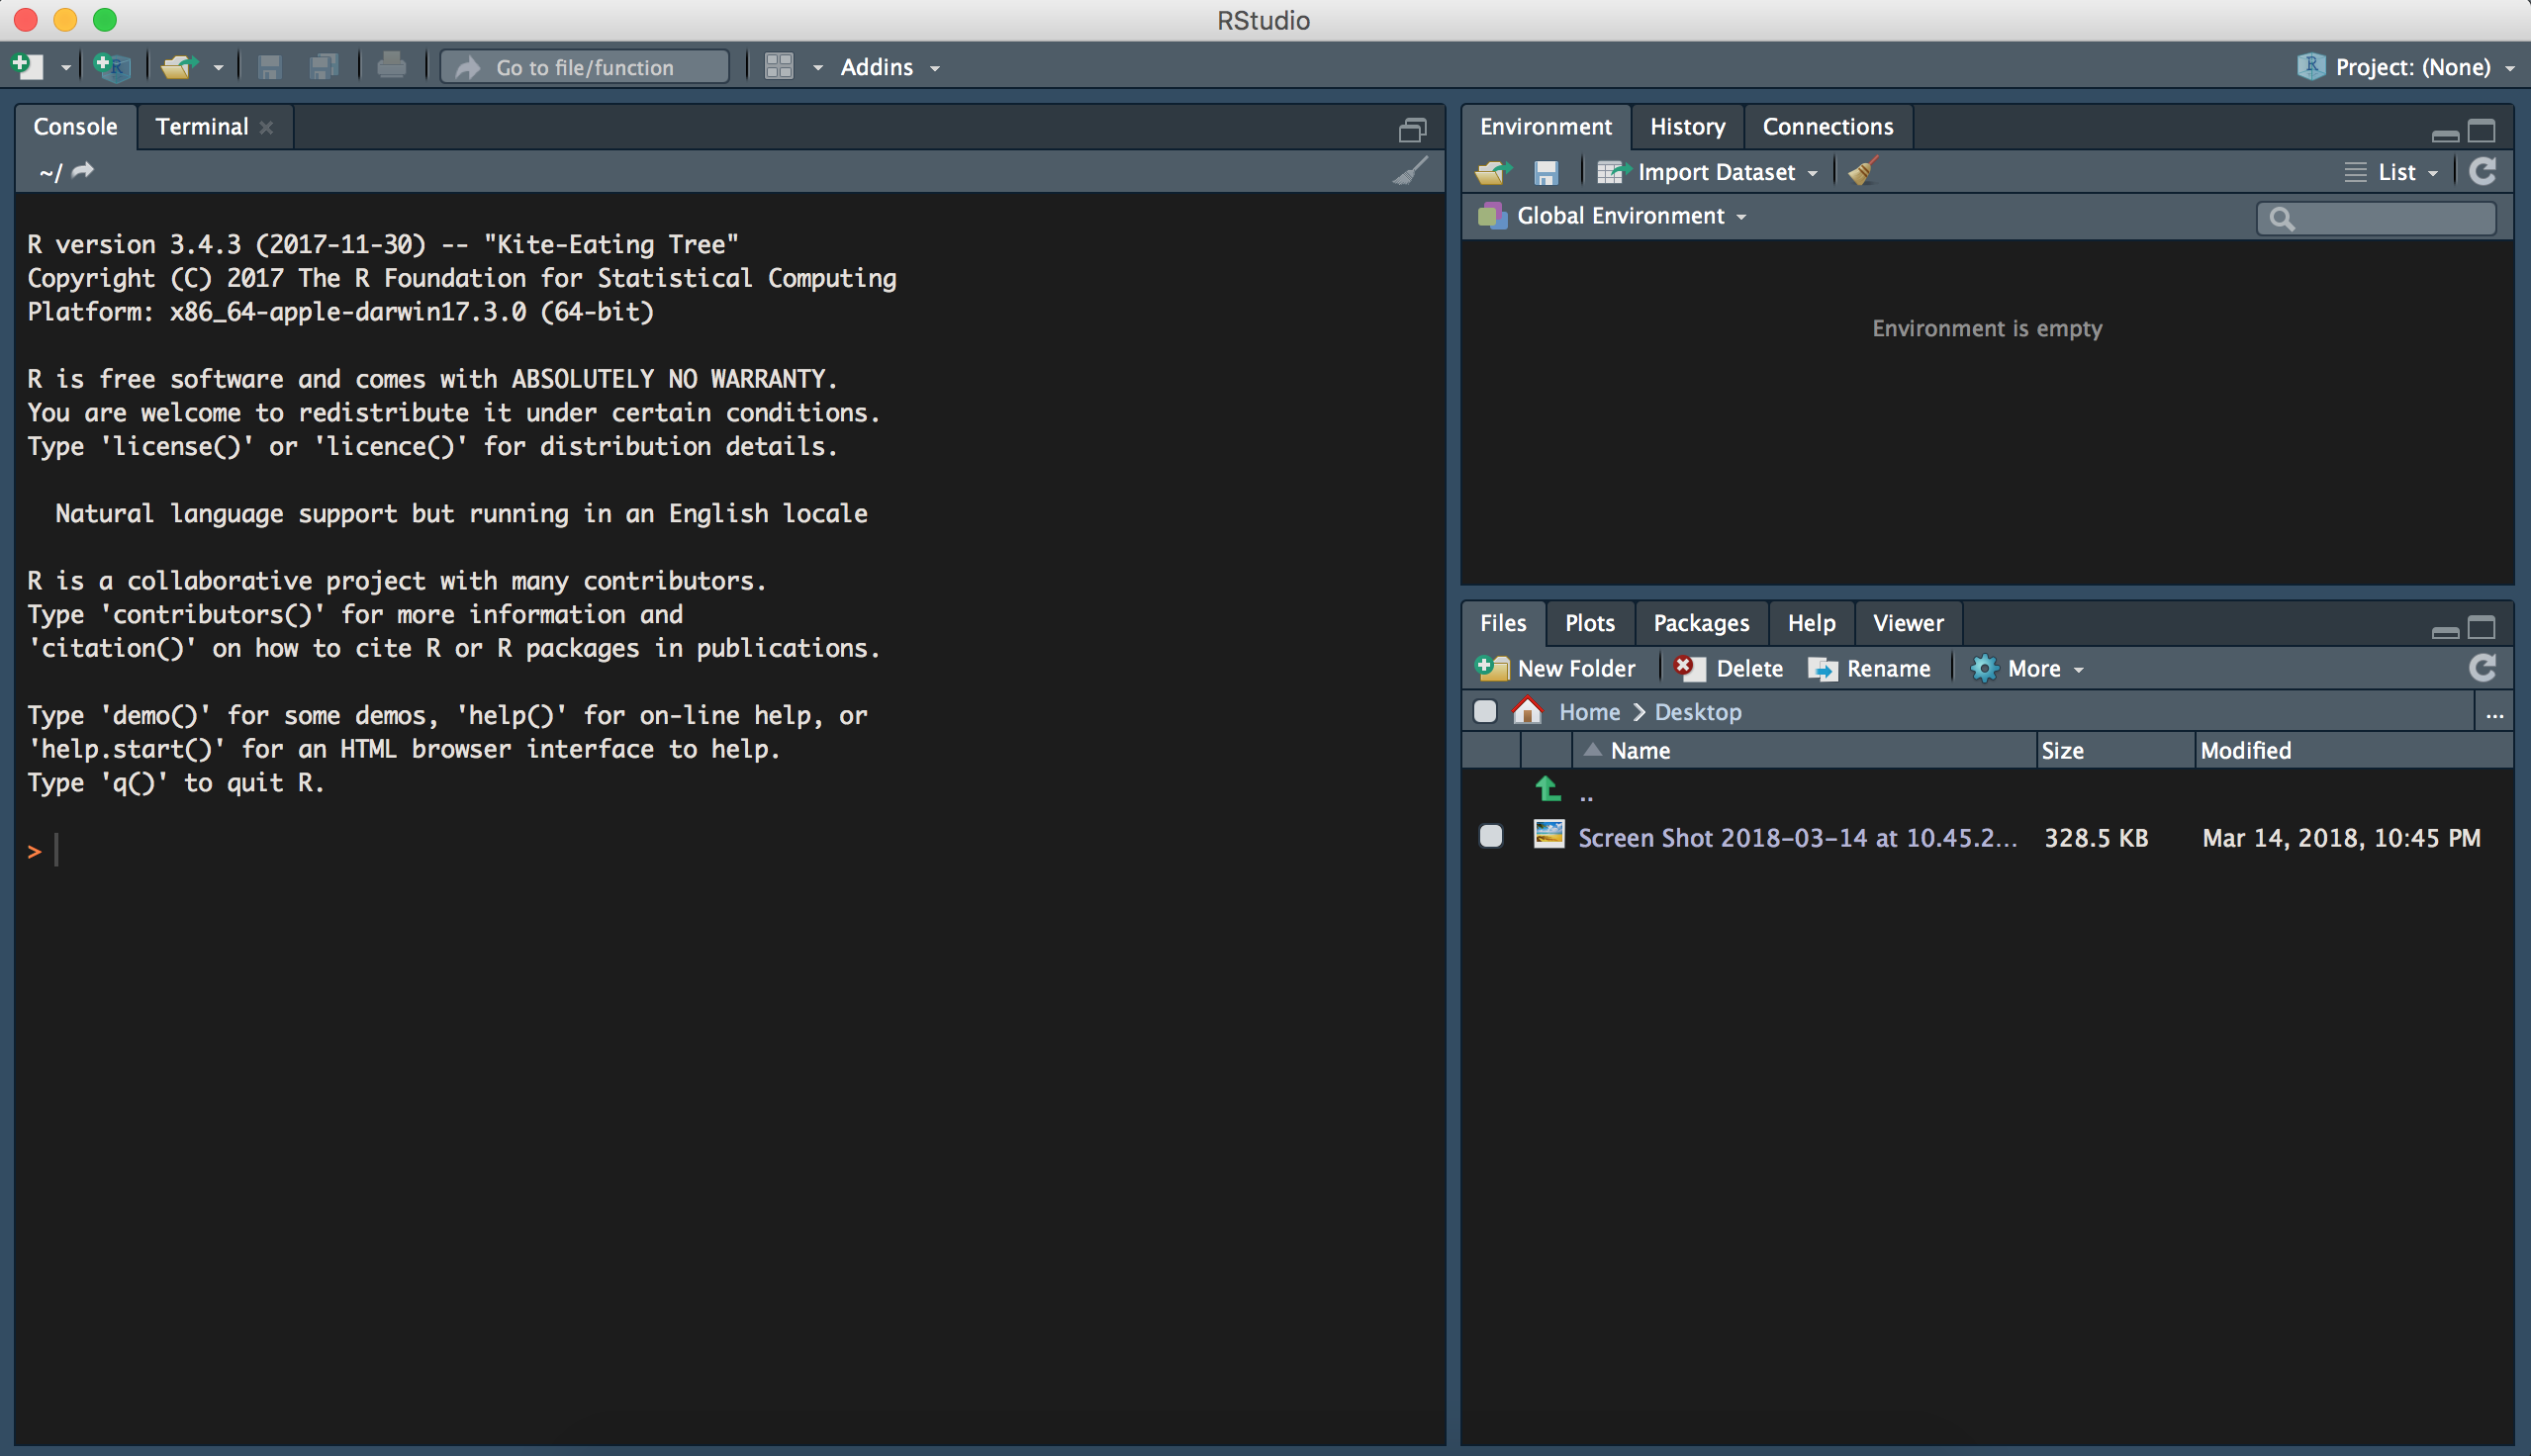 RStudio
Go to file/function
Addins
Project: (None)
Console
Terminal
~/
R version 3.4.3 (2017-11-30) -- "Kite-Eating Tree"
Copyright (C) 2017 The R Foundation for Statistical Computing
Platform: x86_64-apple-darwin17.3.0 (64-bit)
R is free software and comes with ABSOLUTELY NO WARRANTY.
You are welcome to redistribute it under certain conditions.
Type 'license()' or 'licence()' for distribution details.
Natural language support but running in an English locale
R is a collaborative project with many contributors.
Type 'contributors()' for more information and
'citation()' on how to cite R or R packages in publications.
Type 'demo()' for some demos, 'help()' for on-line help, or
'help.start()' for an HTML browser interface to help.
Type 'q()' to quit R.
>
Environment History Connections
Import Dataset
List
Global Environment
Environment is empty
Files Plots Packages Help Viewer
New Folder Delete Rename More
Home Desktop ...
Name Size Modified
..
Screen Shot 2018-03-14 at 10.45.2... 328.5 KB Mar 14, 2018, 10:45 PM